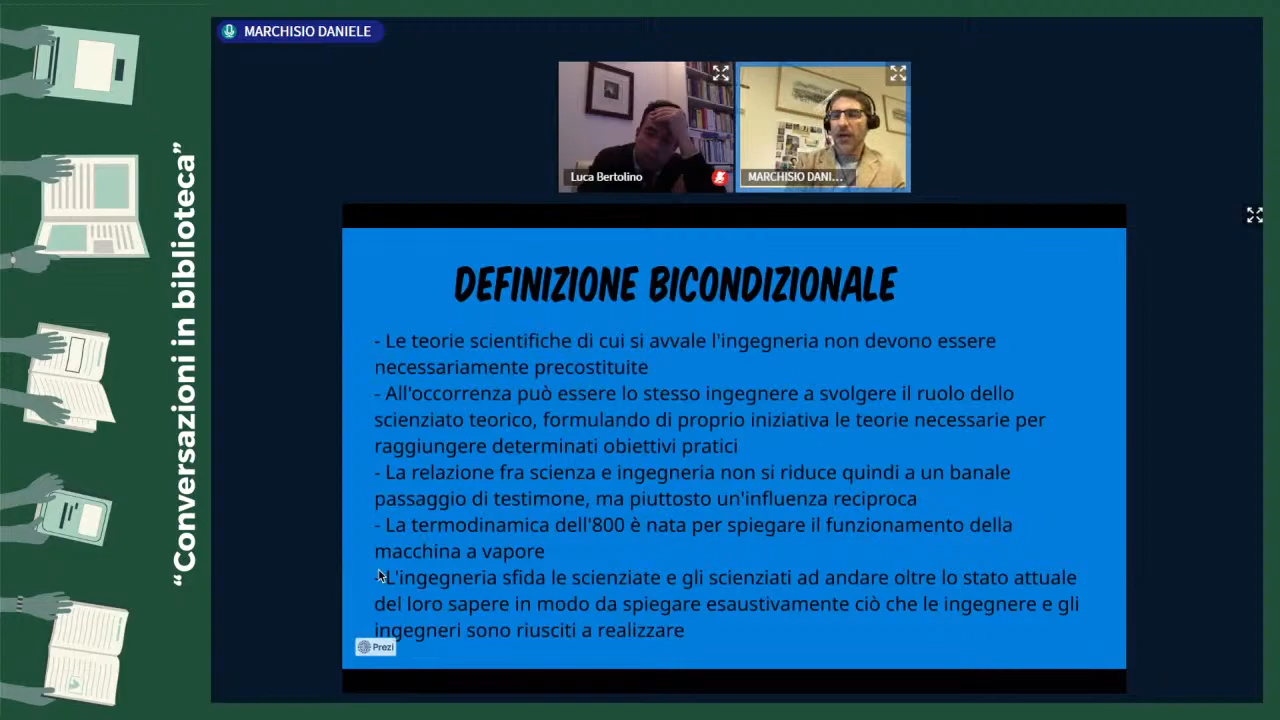 MARCHISIO DANIELE
Luca Bertolino
MARCHISIO DANI...
"Conversazioni in biblioteca"
DEFINIZIONE BICONDIZIONALE
- Le teorie scientifiche di cui si avvale l'ingegneria non devono essere
necessariamente precostituite
- All'occorrenza può essere lo stesso ingegnere a svolgere il ruolo dello
scienziato teorico, formulando di proprio iniziativa le teorie necessarie per
raggiungere determinati obiettivi pratici
- La relazione fra scienza e ingegneria non si riduce quindi a un banale
passaggio di testimone, ma piuttosto un'influenza reciproca
- La termodinamica dell'800 è nata per spiegare il funzionamento della
macchina a vapore
- L'ingegneria sfida le scienziate e gli scienziati ad andare oltre lo stato attuale
del loro sapere in modo da spiegare esaustivamente ciò che le ingegnere e gli
ingegneri sono riusciti a realizzare
Prezi